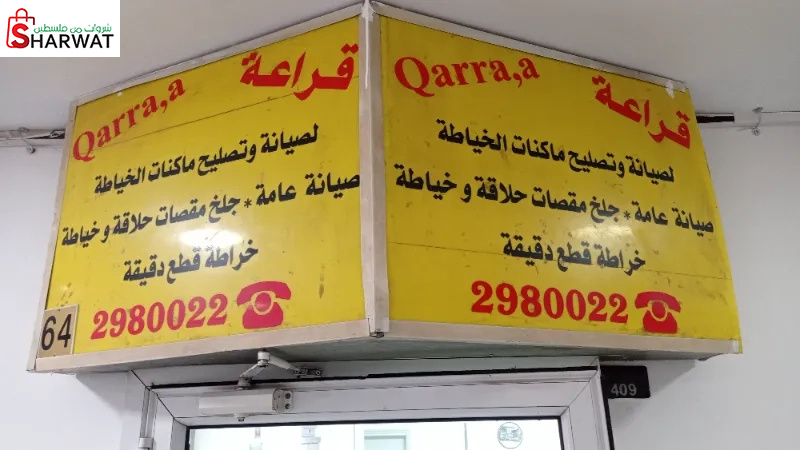 شروات من فلسطين
SHARWAT
Qarra,a قراعة
لصيانة وتصليح ماكنات الخياطة
صيانة عامة * جلخ مقصات حلاقة و خياطة
خراطة قطع دقيقة
2980022
64
Qarra,a قراعة
لصيانة وتصليح ماكنات الخياطة
صيانة عامة * جلخ مقصات حلاقة و خياطة
خراطة قطع دقيقة
2980022
409